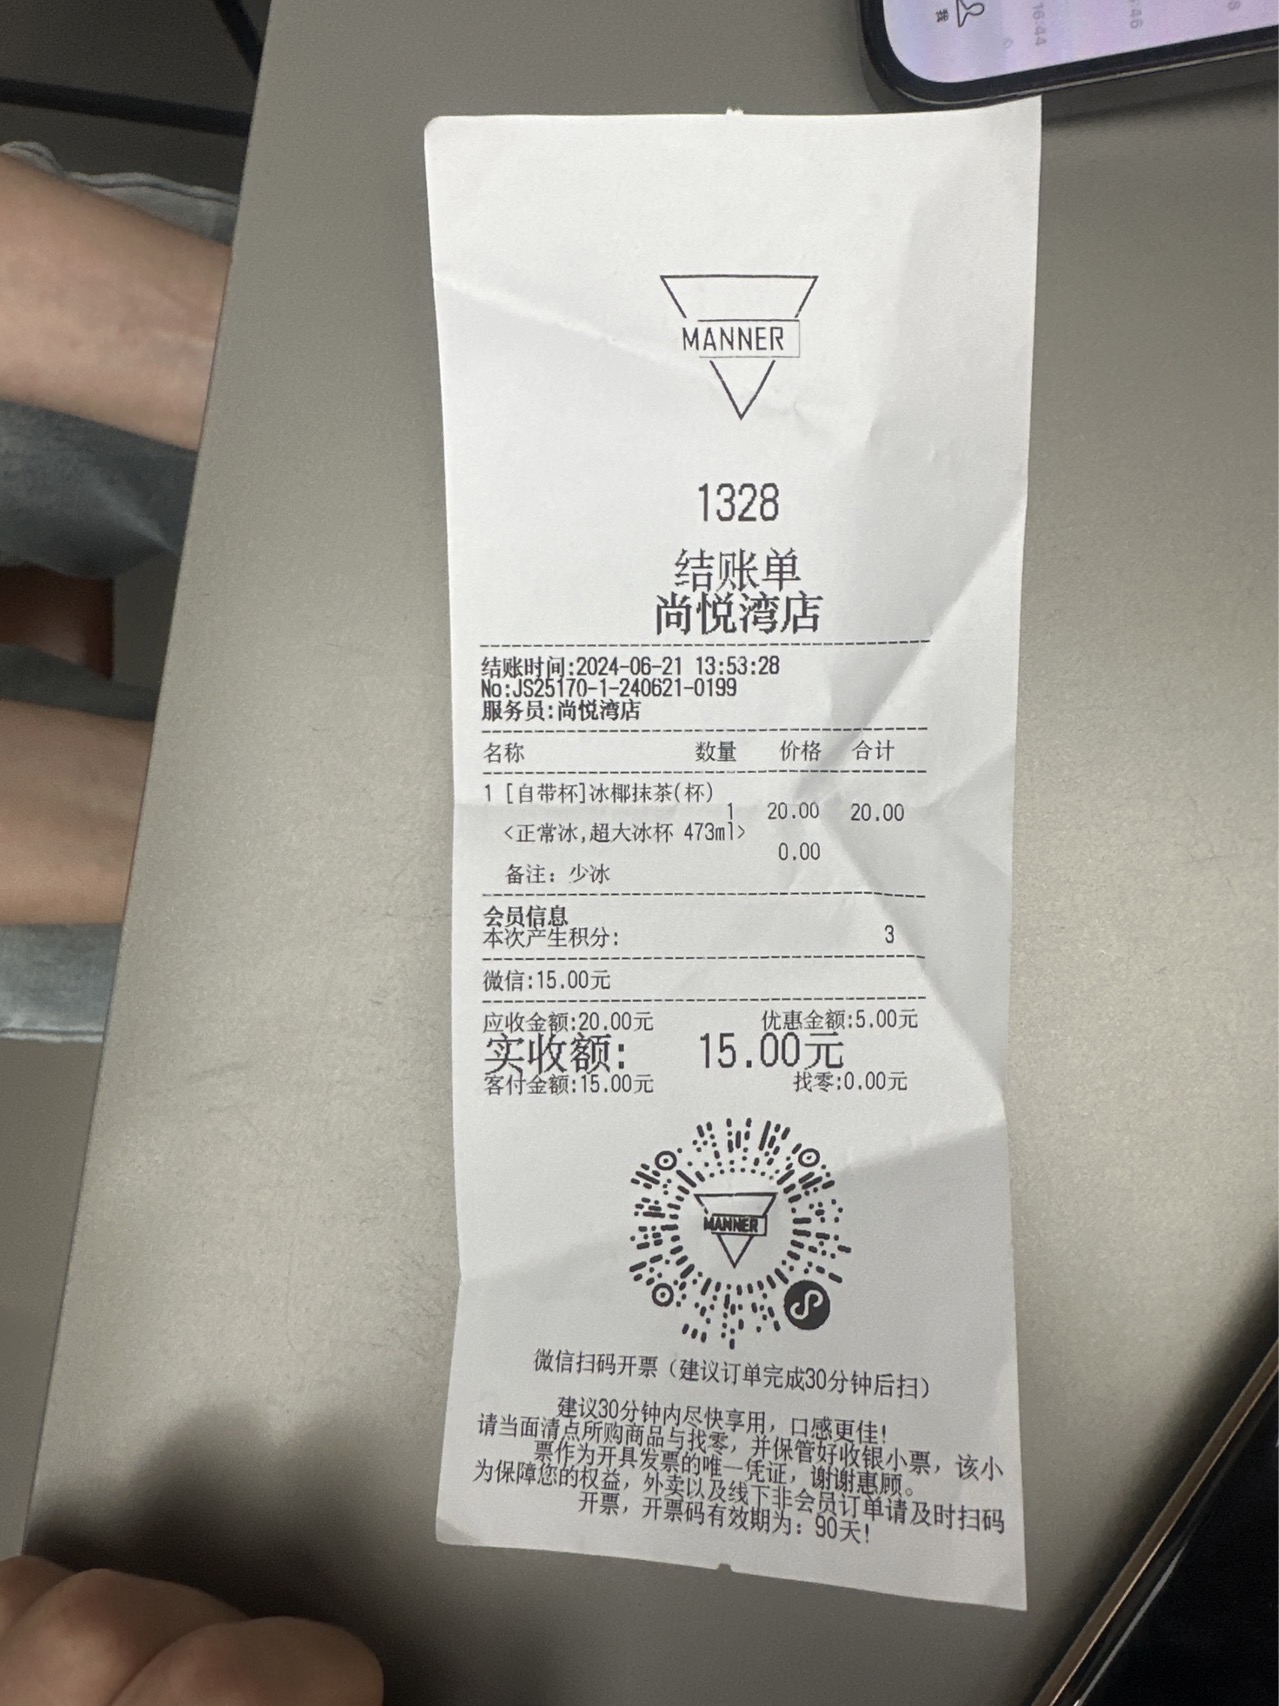 我
16:44
:46
MANNER
1328
结账单
尚悦湾店
结账时间:2024-06-21 13:53:28
No:JS25170-1-240621-0199
服务员:尚悦湾店
名称 数量 价格 合计
1 [自带杯]冰椰抹茶(杯)
1 20.00 20.00
<正常冰,超大冰杯 473ml>
0.00
备注: 少冰
会员信息
本次产生积分: 3
微信:15.00元
应收金额:20.00元 优惠金额:5.00元
实收额: 15.00元
客付金额:15.00元 找零:0.00元
MANNER
微信扫码开票（建议订单完成30分钟后扫）
建议30分钟内尽快享用，口感更佳!
请当面清点所购商品与找零，并保管好收银小票，该小
票作为开具发票的唯一凭证，谢谢惠顾。
为保障您的权益，外卖以及线下非会员订单请及时扫码
开票，开票码有效期为: 90天!